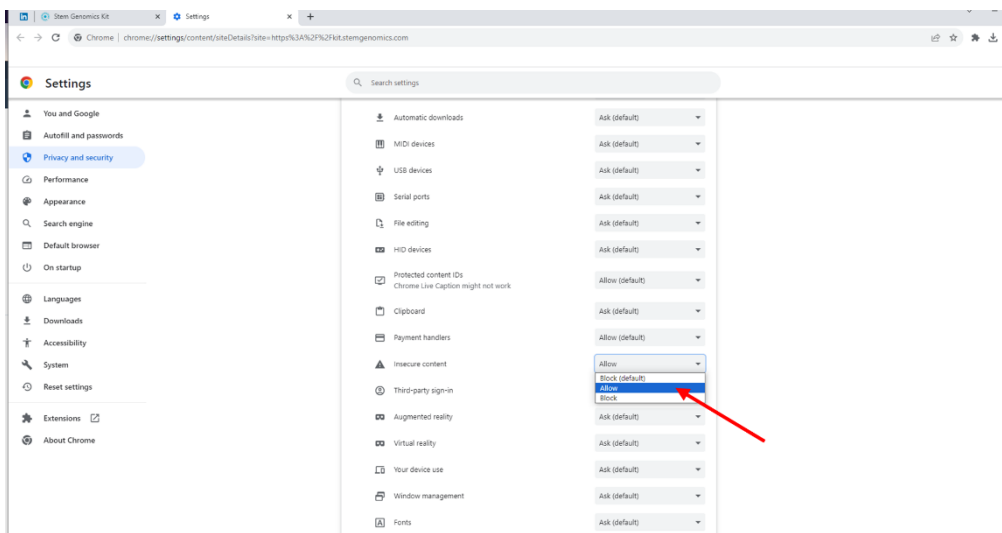 Stem Genomics Kit
Settings
Chrome | chrome://settings/content/siteDetails?site=https%3A%2F%2Fkit.stemgenomics.com
Settings
Search settings
You and Google
Autofill and passwords
Privacy and security
Performance
Appearance
Search engine
Default browser
On startup
Languages
Downloads
Accessibility
System
Reset settings
Extensions
About Chrome
Automatic downloads Ask (default)
MIDI devices Ask (default)
USB devices Ask (default)
Serial ports Ask (default)
File editing Ask (default)
HID devices Ask (default)
Protected content IDs Allow (default)
Chrome Live Caption might not work
Clipboard Ask (default)
Payment handlers Allow (default)
Insecure content Allow
Block (default)
Allow
Block
Third-party sign-in
Augmented reality Ask (default)
Virtual reality Ask (default)
Your device use Ask (default)
Window management Ask (default)
Fonts Ask (default)